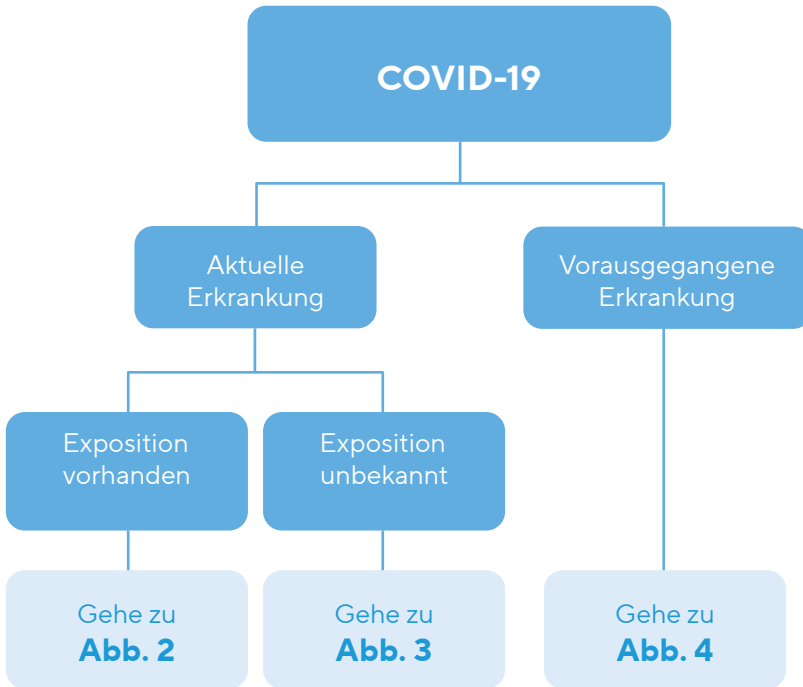 COVID-19
Aktuelle
Erkrankung
Vorausgegangene
Erkrankung
Exposition
vorhanden
Exposition
unbekannt
Gehe zu
Abb. 2
Gehe zu
Abb. 3
Gehe zu
Abb. 4